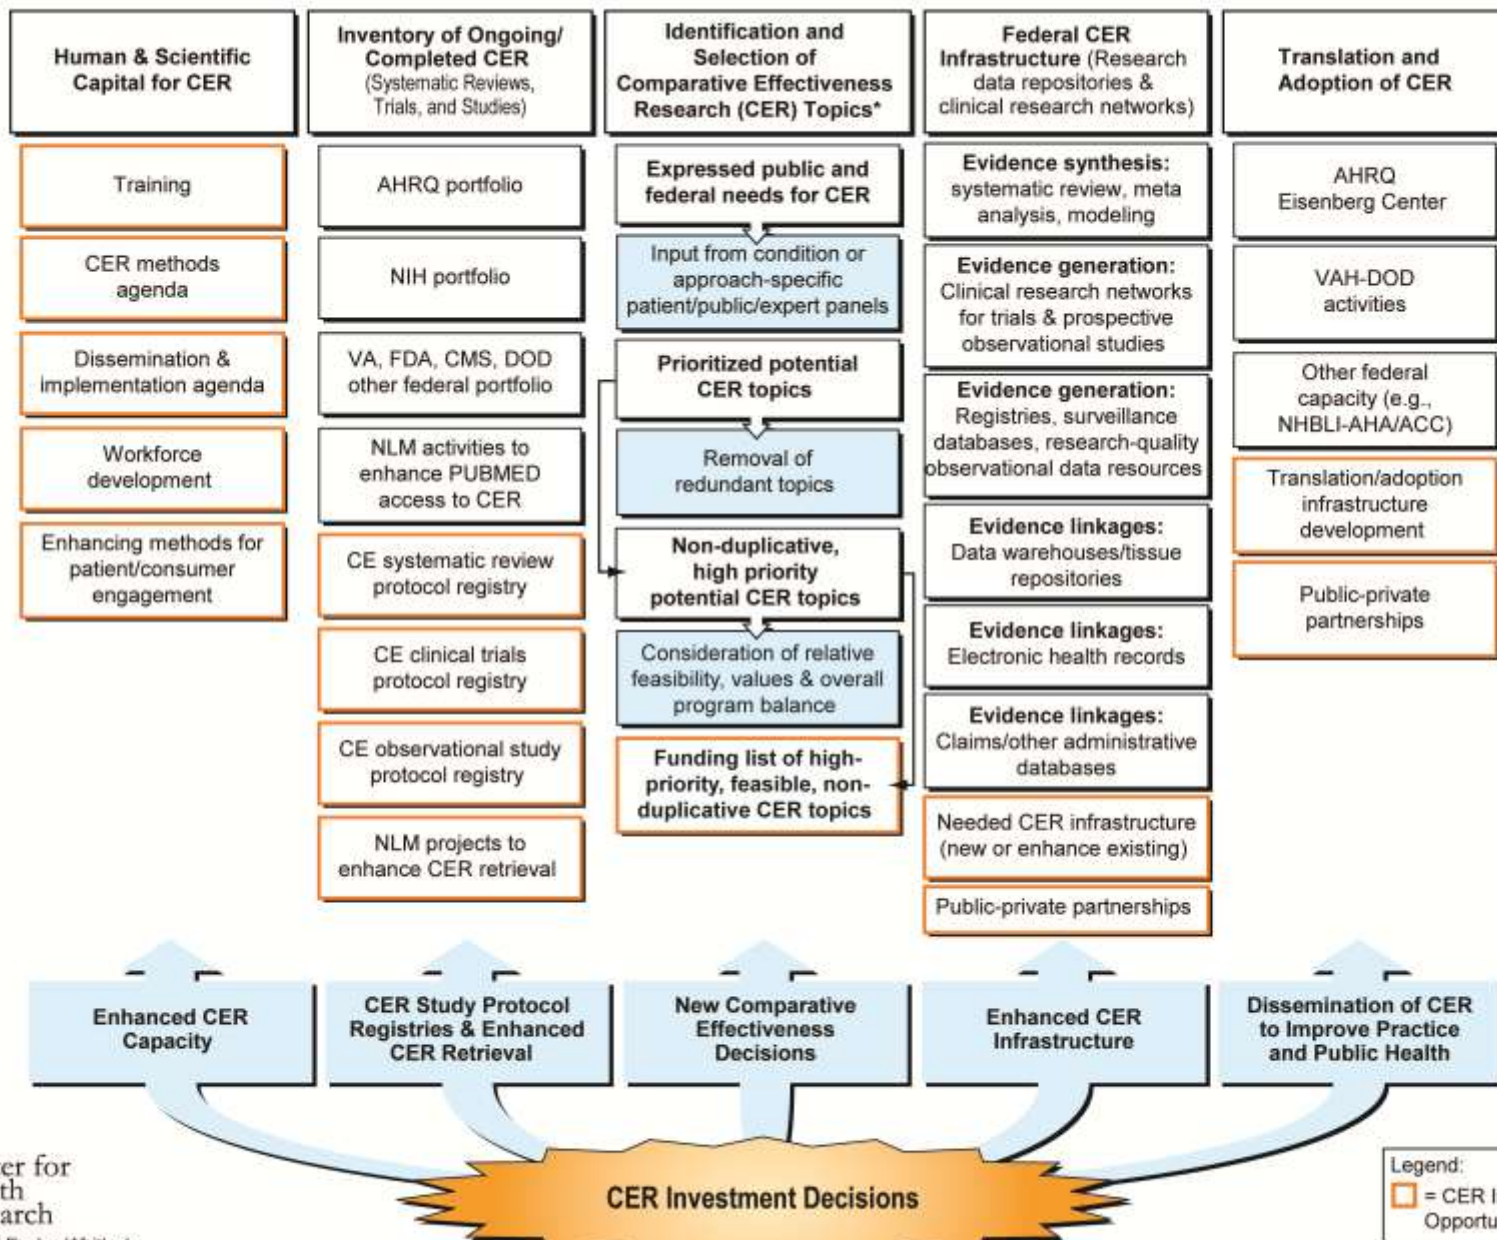 Human & Scientific
Capital for CER
Training
CER methods
agenda
Dissemination &
implementation agenda
Workforce
development
Enhancing methods for
patient/consumer
engagement
Inventory of Ongoing/
Completed CER
(Systematic Reviews,
Trials, and Studies)
AHRQ portfolio
NIH portfolio
VA, FDA, CMS, DOD
other federal portfolio
NLM activities to
enhance PUBMED
access to CER
CE systematic review
protocol registry
CE clinical trials
protocol registry
CE observational study
protocol registry
NLM projects to
enhance CER retrieval
Identification and
Selection of
Comparative Effectiveness
Research (CER) Topics*
Expressed public and
federal needs for CER
Input from condition or
approach-specific
patient/public/expert panels
Prioritized potential
CER topics
Removal of
redundant topics
Non-duplicative,
high priority
potential CER topics
Consideration of relative
feasibility, values & overall
program balance
Funding list of high-
priority, feasible, non-
duplicative CER topics
Federal CER
Infrastructure (Research
data repositories &
clinical research networks)
Evidence synthesis:
systematic review, meta
analysis, modeling
Evidence generation:
Clinical research networks
for trials & prospective
observational studies
Evidence generation:
Registries, surveillance
databases, research-quality
observational data resources
Evidence linkages:
Data warehouses/tissue
repositories
Evidence linkages:
Electronic health records
Evidence linkages:
Claims/other administrative
databases
Needed CER infrastructure
(new or enhance existing)
Public-private partnerships
Translation and
Adoption of CER
AHRQ
Eisenberg Center
VAH-DOD
activities
Other federal
capacity (e.g.,
NHBLI-AHA/ACC)
Translation/adoption
infrastructure
development
Public-private
partnerships
Enhanced CER
Capacity
CER Study Protocol
Registries & Enhanced
CER Retrieval
New Comparative
Effectiveness
Decisions
Enhanced CER
Infrastructure
Dissemination of CER
to Improve Practice
and Public Health
CER Investment Decisions
er for
th
arch
Legend:
= CER I
Opportu